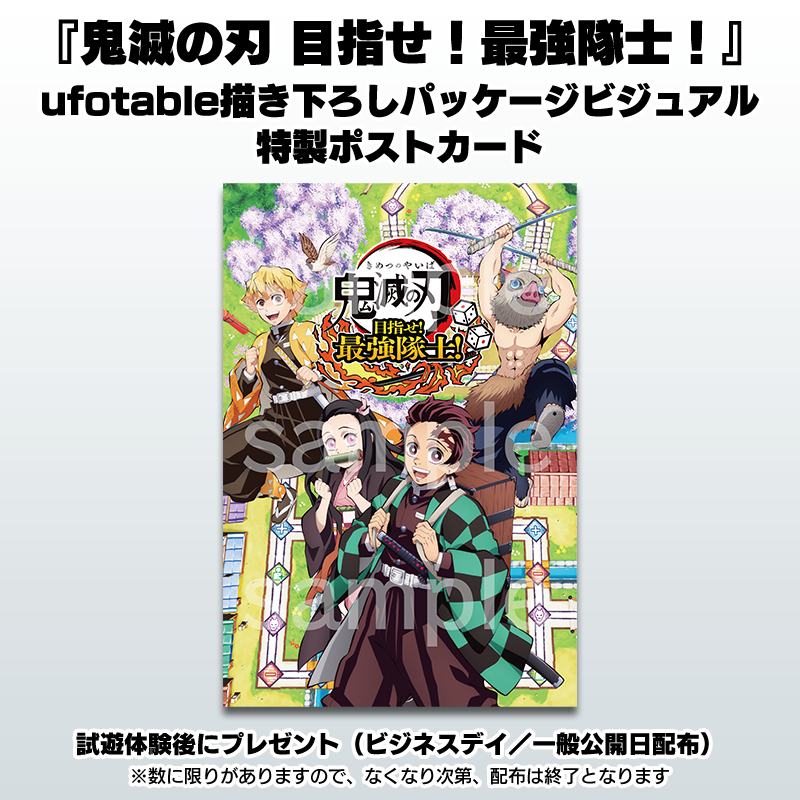 『鬼滅の刃 目指せ！最強隊士！』
ufotable描き下ろしパッケージビジュアル
特製ポストカード
きめつのやいば
鬼滅の刃
目指せ!
最強隊士!
sample
sample
sample
試遊体験後にプレゼント（ビジネスデイ／一般公開日配布）
※数に限りがありますので、なくなり次第、配布は終了となります